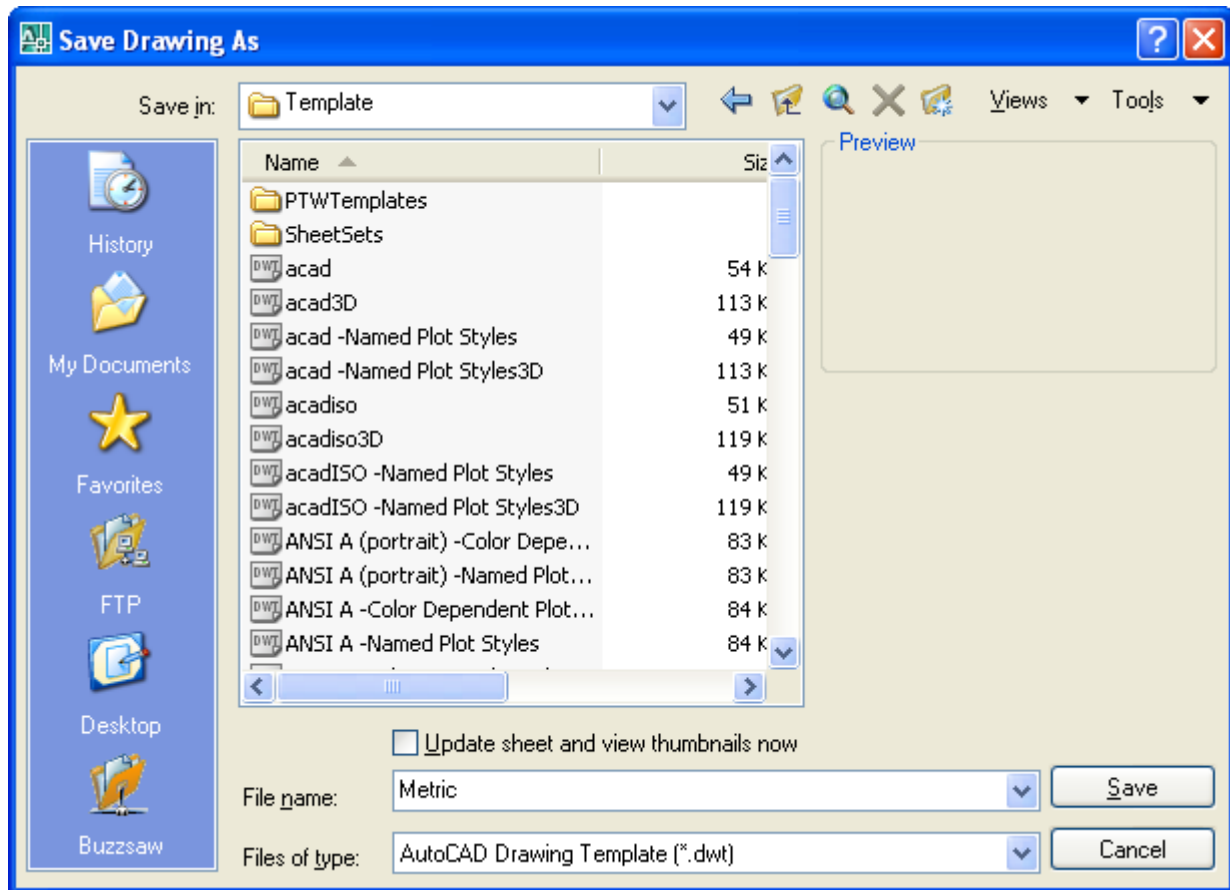 Save Drawing As
Save in: Template Views Tools
History
My Documents
Favorites
FTP
Desktop
Buzzsaw
Name Siz
PTWTemplates
SheetSets
acad 54 K
acad3D 113 K
acad -Named Plot Styles 49 K
acad -Named Plot Styles3D 113 K
acadiso 51 K
acadiso3D 119 K
acadISO -Named Plot Styles 49 K
acadISO -Named Plot Styles3D 119 K
ANSI A (portrait) -Color Depe... 83 K
ANSI A (portrait) -Named Plot... 83 K
ANSI A -Color Dependent Plot... 84 K
ANSI A -Named Plot Styles 84 K
Preview
Update sheet and view thumbnails now
File name: Metric Save
Files of type: AutoCAD Drawing Template (*.dwt) Cancel